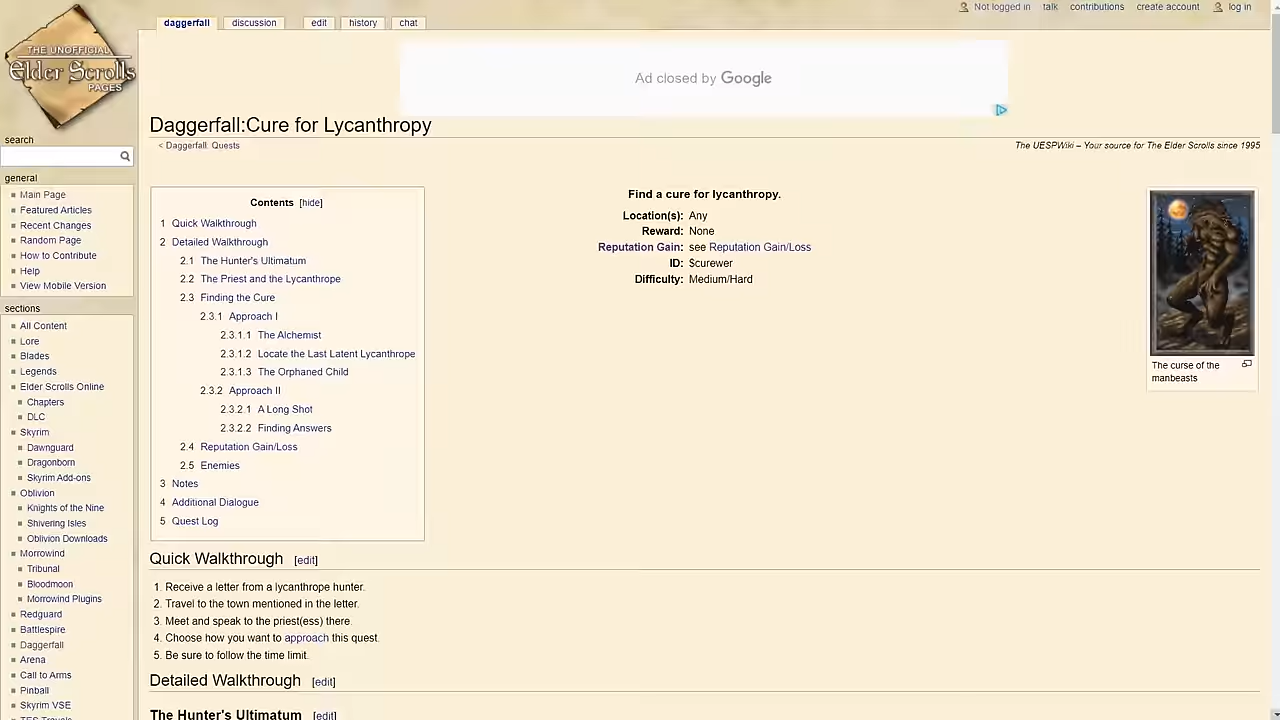 daggerfall
discussion
edit
history
chat
Not logged in
talk
contributions
create account
log in
THE UNOFFICIAL
Elder Scrolls
PAGES
Ad closed by Google
Daggerfall:Cure for Lycanthropy
< Daggerfall: Quests
The UESPWiki – Your source for The Elder Scrolls since 1995
search
general
Main Page
Featured Articles
Recent Changes
Random Page
How to Contribute
Help
View Mobile Version
sections
All Content
Lore
Blades
Legends
Elder Scrolls Online
Chapters
DLC
Skyrim
Dawnguard
Dragonborn
Skyrim Add-ons
Oblivion
Knights of the Nine
Shivering Isles
Oblivion Downloads
Morrowind
Tribunal
Bloodmoon
Morrowind Plugins
Redguard
Battlespire
Daggerfall
Arena
Call to Arms
Pinball
Skyrim VSE
TES Travels
Contents [hide]
1 Quick Walkthrough
2 Detailed Walkthrough
2.1 The Hunter's Ultimatum
2.2 The Priest and the Lycanthrope
2.3 Finding the Cure
2.3.1 Approach I
2.3.1.1 The Alchemist
2.3.1.2 Locate the Last Latent Lycanthrope
2.3.1.3 The Orphaned Child
2.3.2 Approach II
2.3.2.1 A Long Shot
2.3.2.2 Finding Answers
2.4 Reputation Gain/Loss
2.5 Enemies
3 Notes
4 Additional Dialogue
5 Quest Log
Find a cure for lycanthropy.
Location(s): Any
Reward: None
Reputation Gain: see Reputation Gain/Loss
ID: $curewer
Difficulty: Medium/Hard
The curse of the
manbeasts
Quick Walkthrough [edit]
1. Receive a letter from a lycanthrope hunter.
2. Travel to the town mentioned in the letter.
3. Meet and speak to the priest(ess) there.
4. Choose how you want to approach this quest.
5. Be sure to follow the time limit.
Detailed Walkthrough [edit]
The Hunter's Ultimatum [edit]